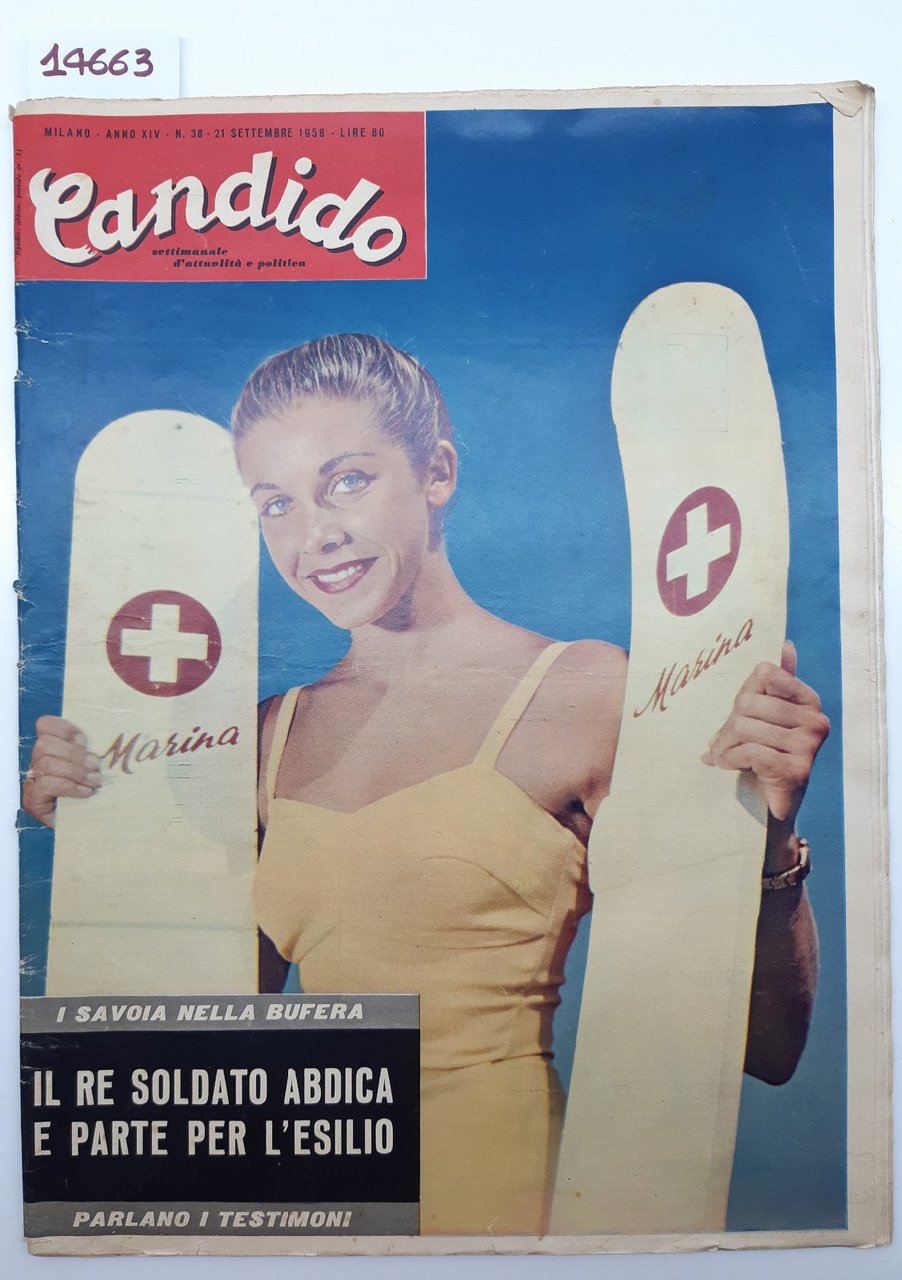 14663
MILANO - ANNO XIV - N. 38 - 21 SETTEMBRE 1958 - LIRE 60
Candido
settimanale
d'attualità e politica
Marina
Marina
I SAVOIA NELLA BUFERA
IL RE SOLDATO ABDICA
E PARTE PER L'ESILIO
PARLANO I TESTIMONI